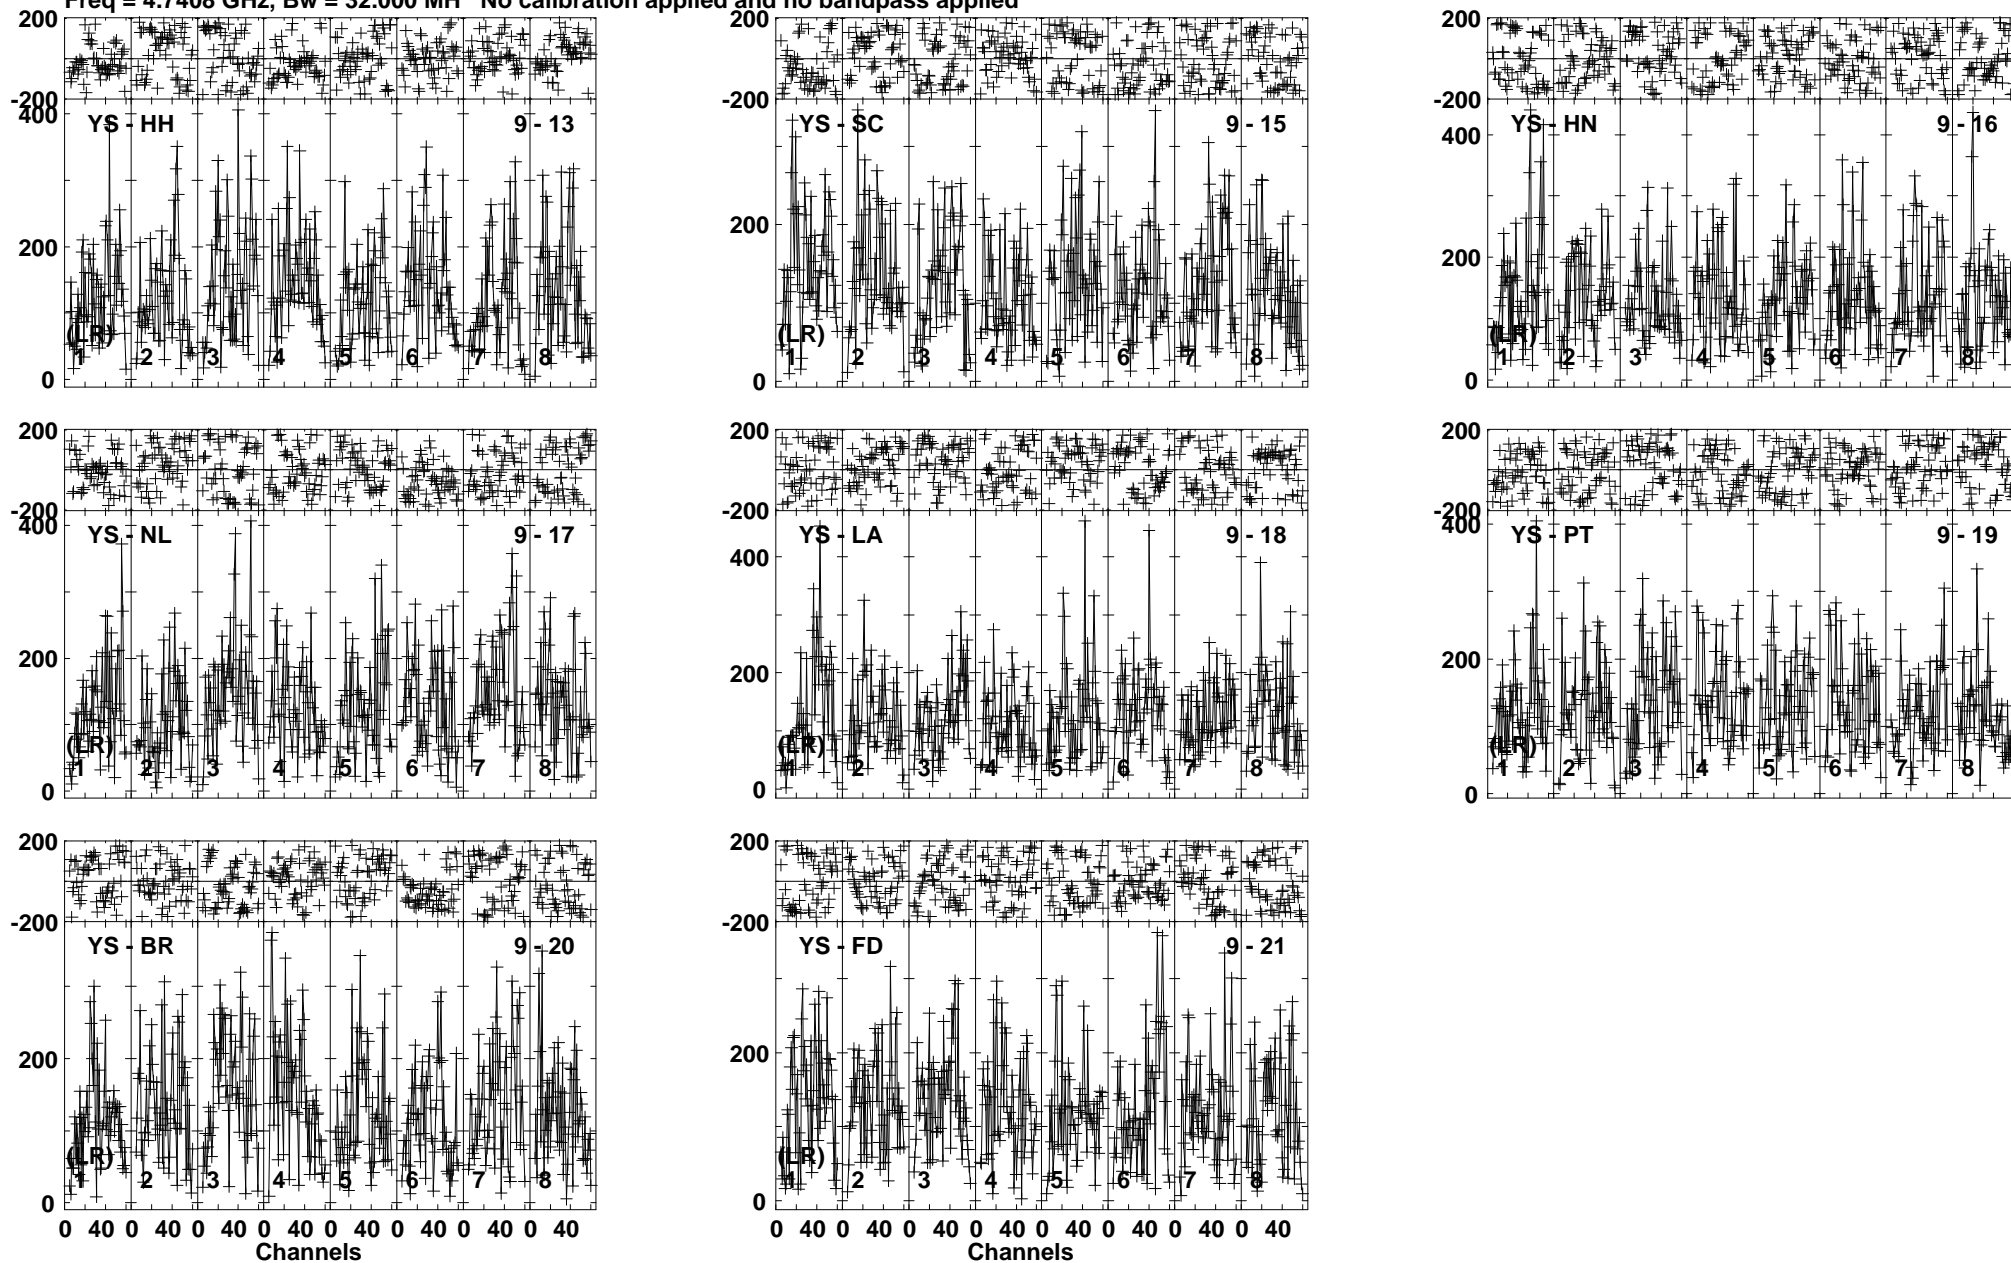 Freq = 4.7408 GHz, Bw = 32.000 MH   No calibration applied and no bandpass applied
200
-200
400
200
0
YS - HH
9 - 13
(LR)
1 2 3 4 5 6 7 8
200
-200
200
0
YS - SC
9 - 15
(LR)
1 2 3 4 5 6 7 8
200
-200
400
200
0
YS - HN
9 - 16
(LR)
1 2 3 4 5 6 7 8
200
-200
400
200
0
YS - NL
9 - 17
(LR)
1 2 3 4 5 6 7 8
200
-200
400
200
0
YS - LA
9 - 18
(LR)
1 2 3 4 5 6 7 8
200
-200
400
200
0
YS - PT
9 - 19
(LR)
1 2 3 4 5 6 7 8
200
-200
200
0
YS - BR
9 - 20
(LR)
1 2 3 4 5 6 7 8
0 40 0 40 0 40 0 40 0 40 0 40 0 40 0 40
Channels
200
-200
200
0
YS - FD
9 - 21
(LR)
1 2 3 4 5 6 7 8
0 40 0 40 0 40 0 40 0 40 0 40 0 40 0 40
Channels